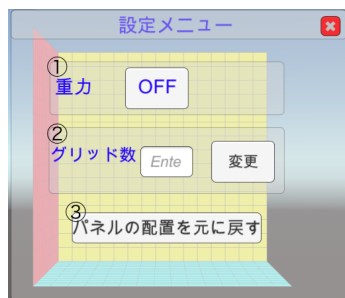 設定メニュー
①
重力 OFF
②
グリッド数 Ente 変更
③
パネルの配置を元に戻す